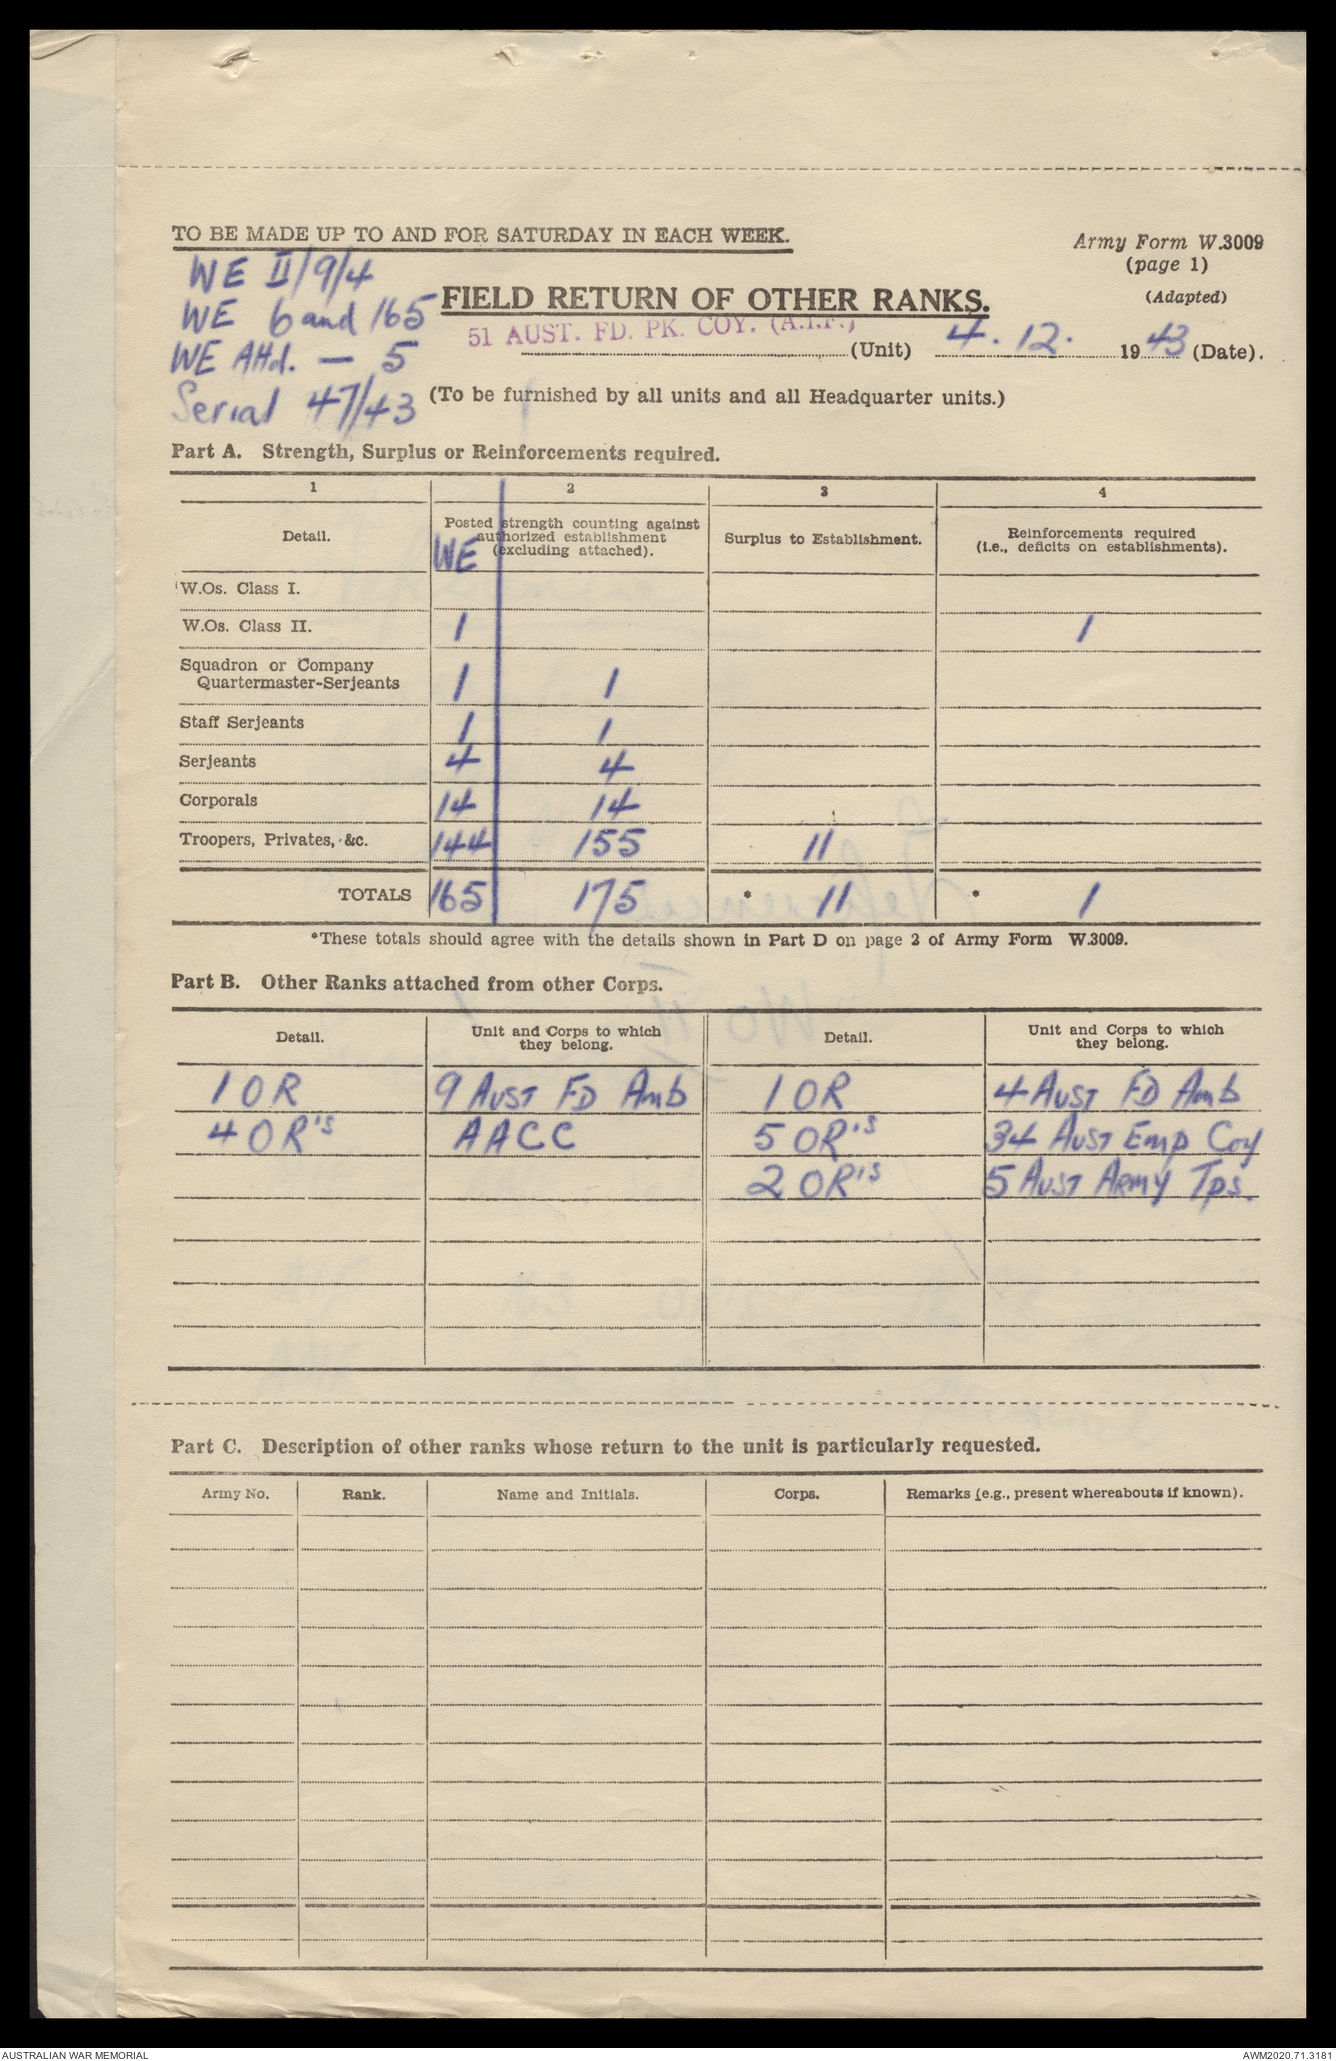 TO BE MADE UP TO AND FOR SATURDAY IN EACH WEEK.
Army Form W.3009
(page 1)
(Adapted)
WE II/9/4
WE 6 and 165
WE Attd. — 5
Serial 47/43
FIELD RETURN OF OTHER RANKS.
51 AUST. FD. PK. COY. (A.I.F.) (Unit) 4.12. 1943 (Date).
(To be furnished by all units and all Headquarter units.)
Part A. Strength, Surplus or Reinforcements required.
1 2 3 4
Detail.
Posted strength counting against
authorized establishment
(excluding attached).
WE
Surplus to Establishment.
Reinforcements required
(i.e., deficits on establishments).
W.Os. Class I.
W.Os. Class II. 1 1
Squadron or Company
Quartermaster-Serjeants 1 1
Staff Serjeants 1 1
Serjeants 4 4
Corporals 14 14
Troopers, Privates, &c. 144 155 11
TOTALS 165 175 * 11 * 1
*These totals should agree with the details shown in Part D on page 2 of Army Form W.3009.
Part B. Other Ranks attached from other Corps.
Detail.
Unit and Corps to which
they belong.
Detail.
Unit and Corps to which
they belong.
1 OR 9 AUST FD Amb 1 OR 4 AUST FD Amb
4 OR's AACC 5 OR's 34 AUST Emp Coy
2 OR's 5 AUST ARMY Tps.
Part C. Description of other ranks whose return to the unit is particularly requested.
Army No. Rank. Name and Initials. Corps. Remarks (e.g., present whereabouts if known).
AUSTRALIAN WAR MEMORIAL
AWM2020.71.3181